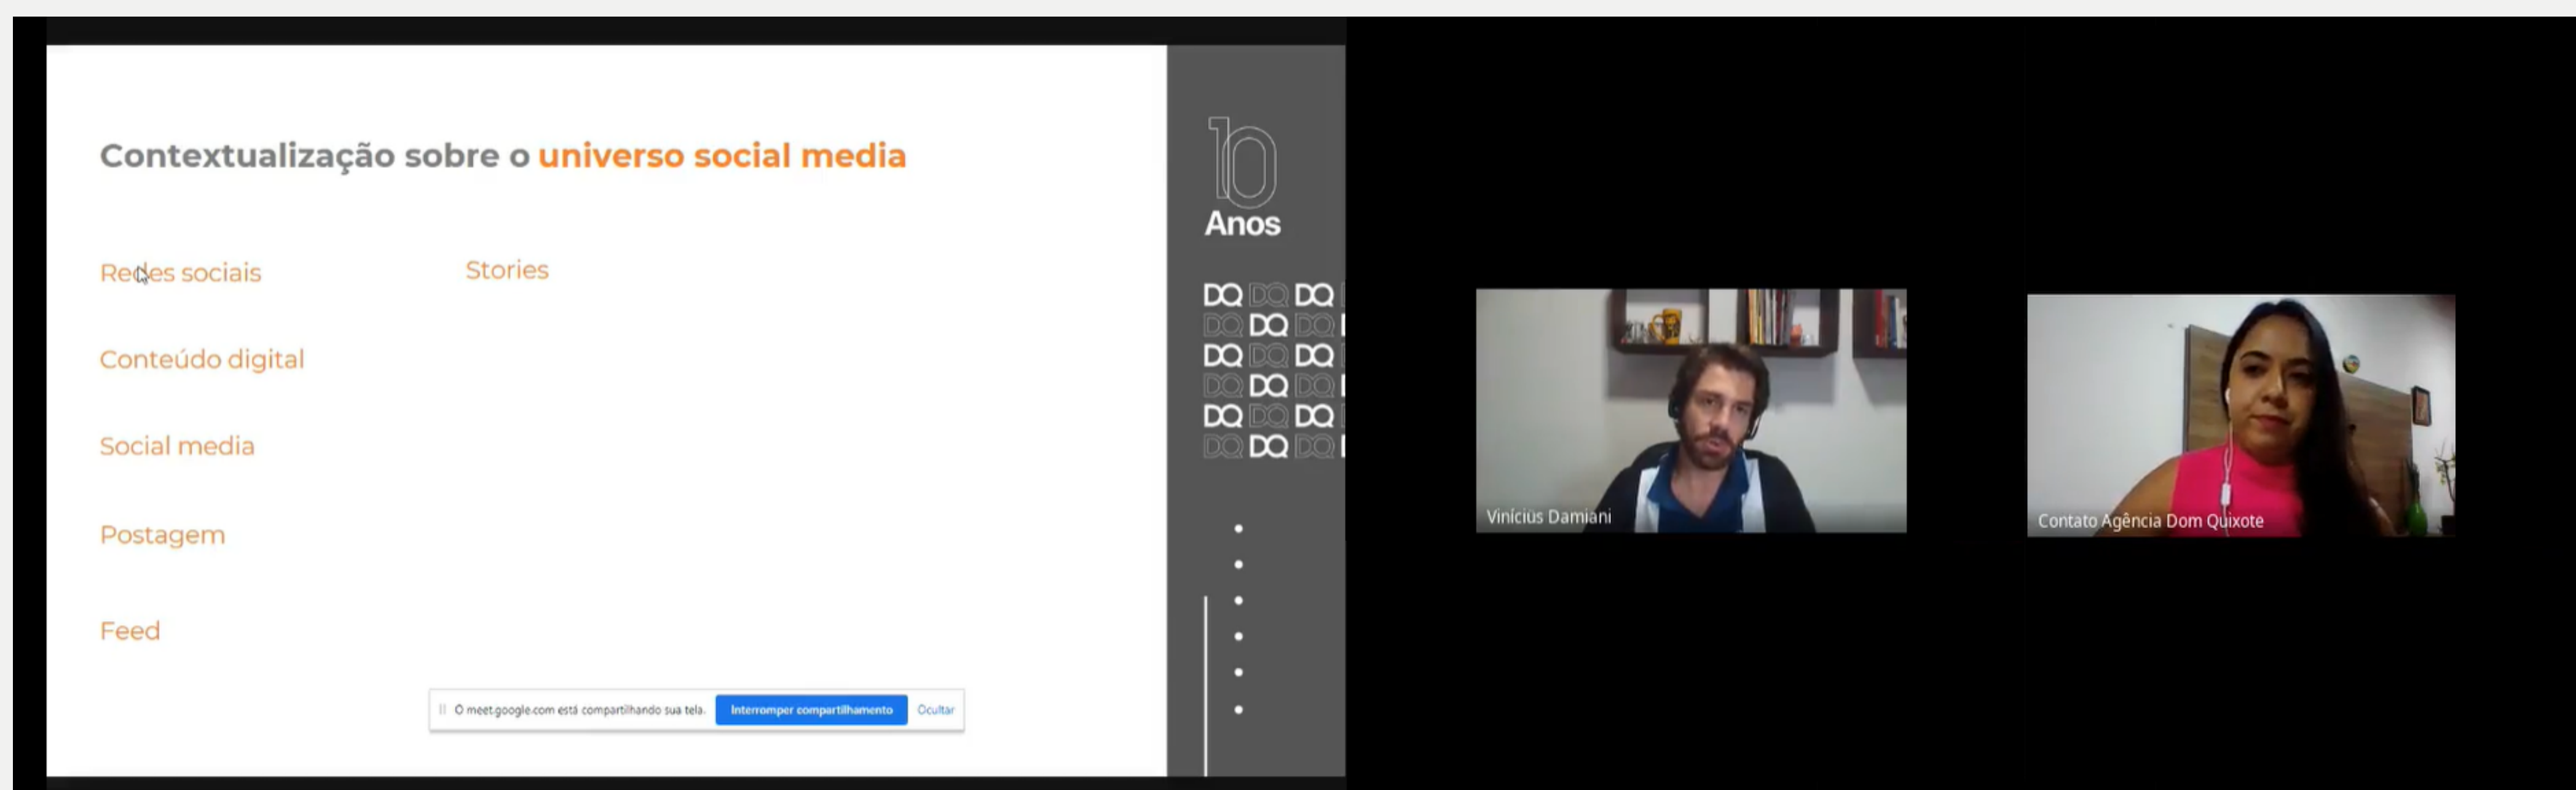 Contextualização sobre o universo social media
Redes sociais
Stories
Conteúdo digital
Social media
Postagem
Feed
O meet.google.com está compartilhando sua tela.
Interromper compartilhamento
Ocultar
10
Anos
DQ DQ DQ
DQ DQ DQ
DQ DQ DQ
DQ DQ DQ
DQ DQ DQ
DQ DQ DQ
Vinícius Damiani
Contato Agência Dom Quixote